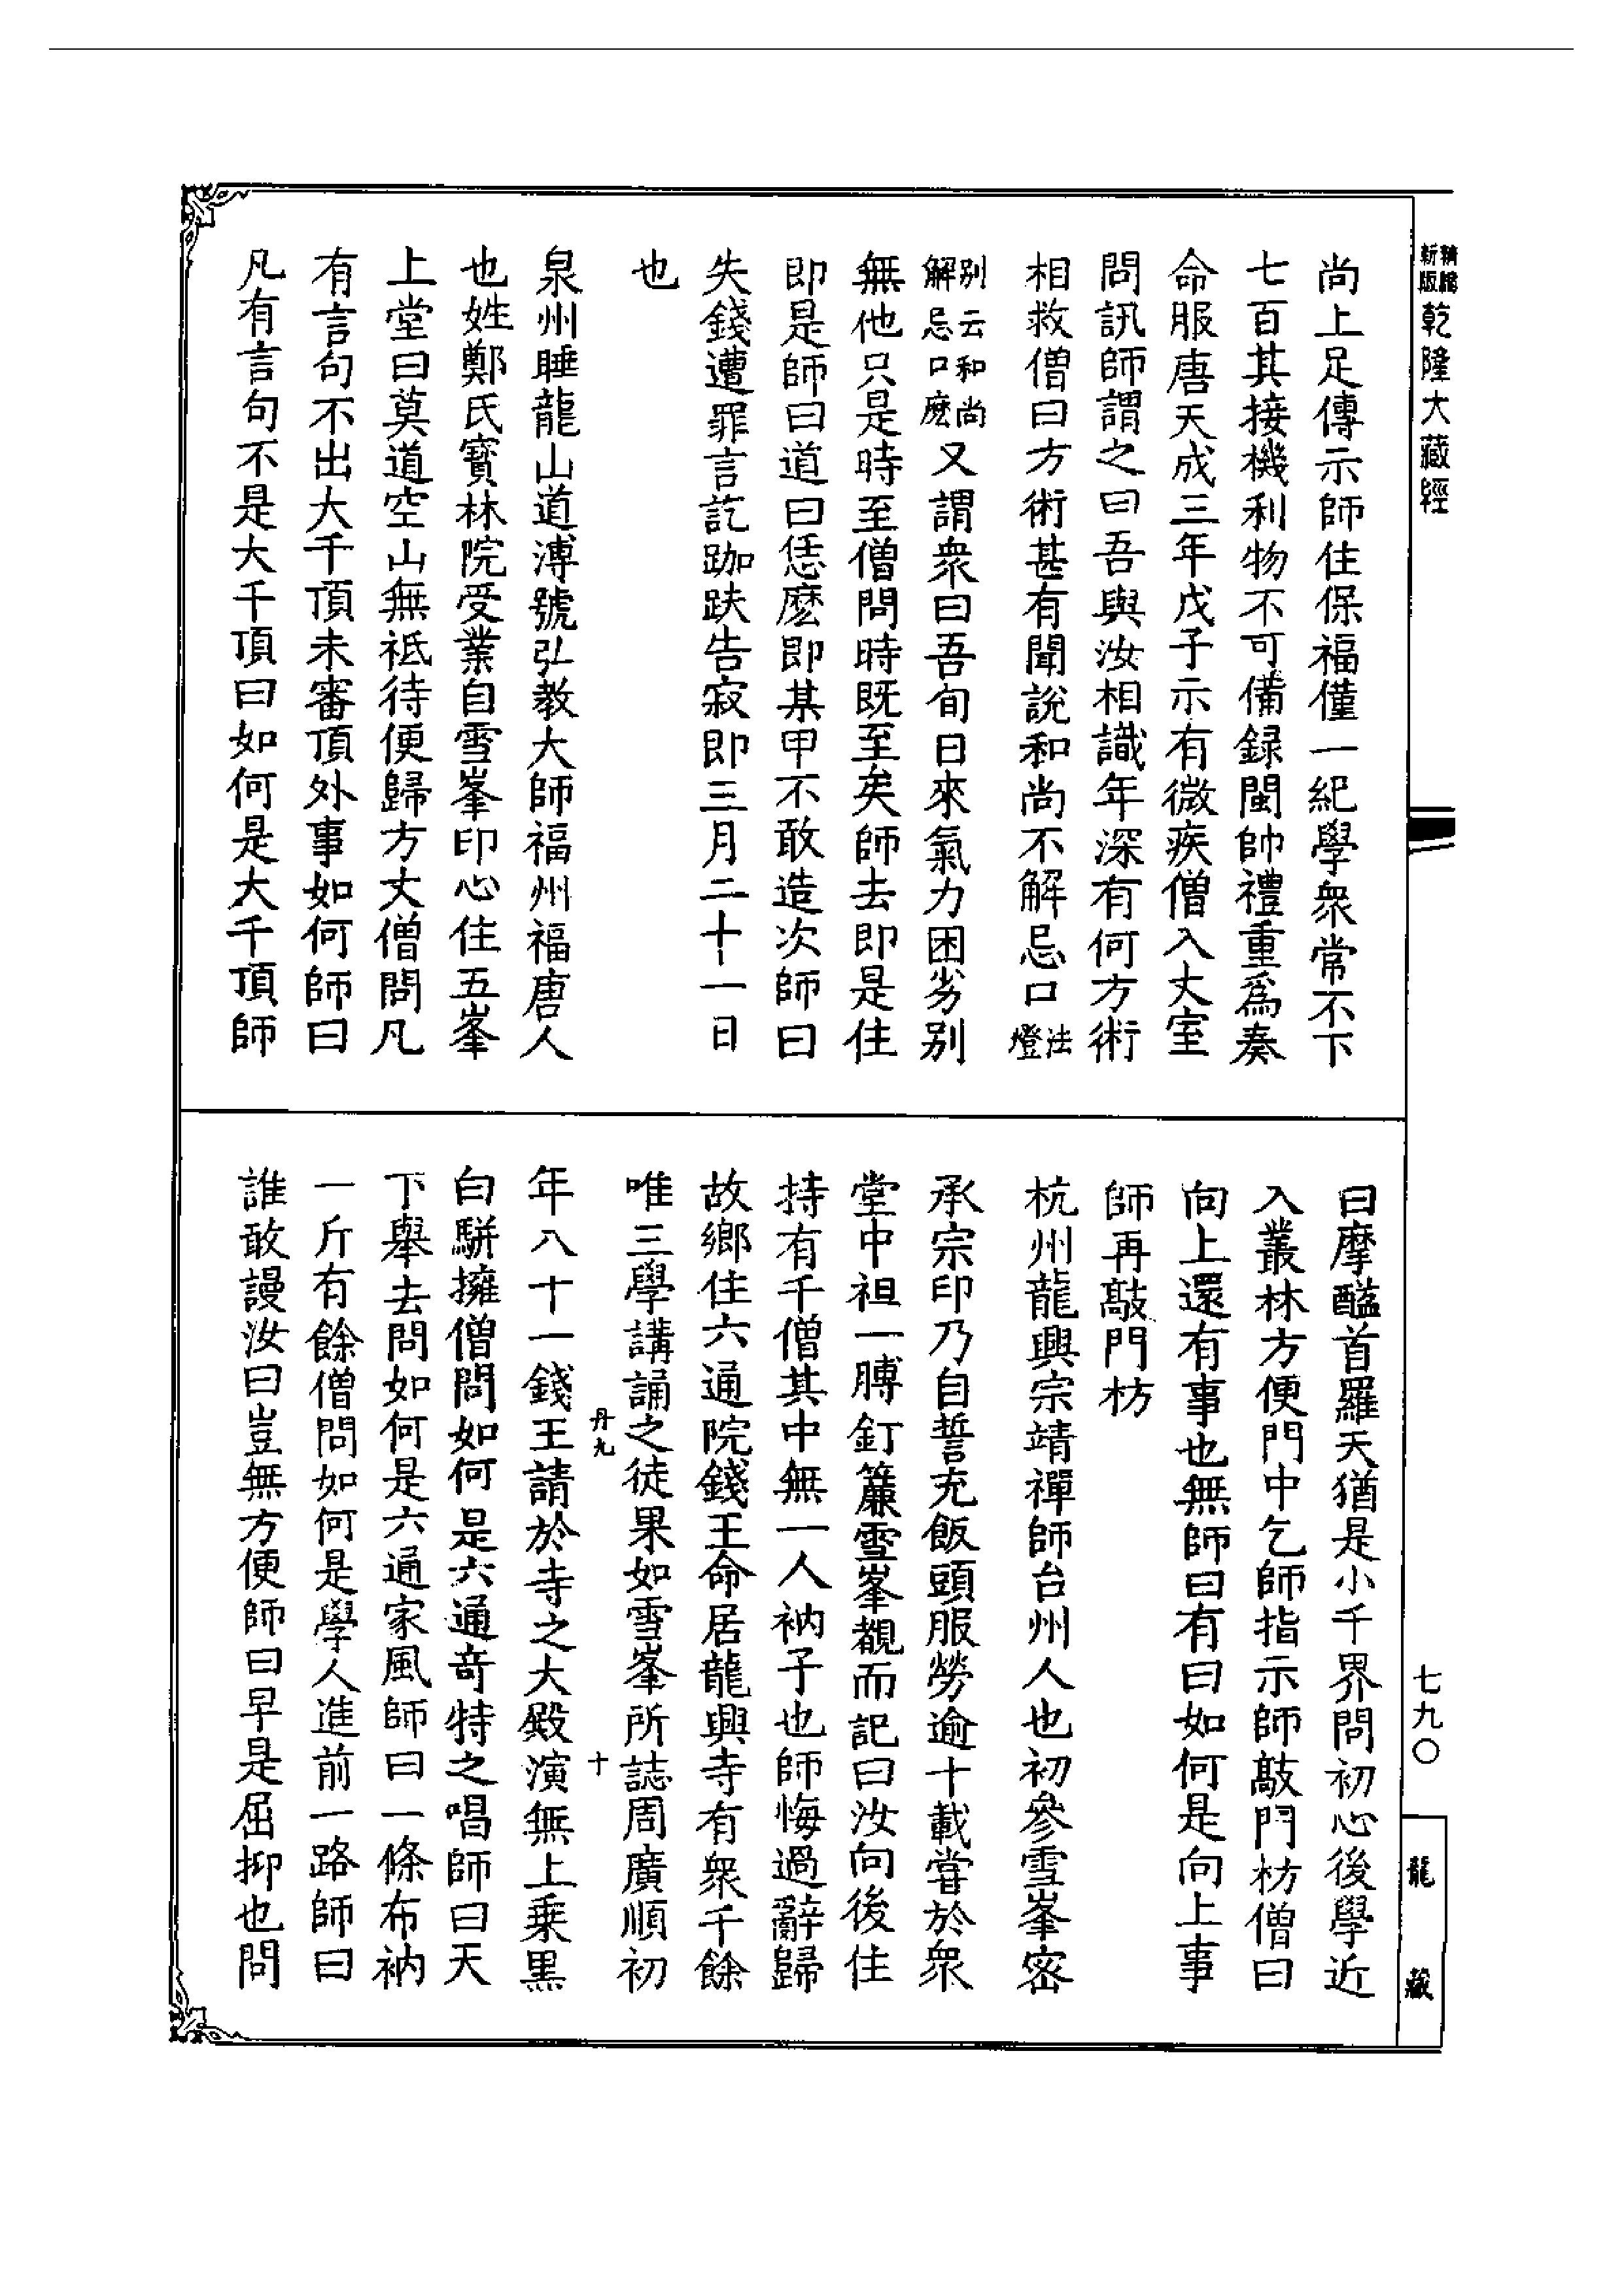 新版精縮乾隆大藏經
尚上足傳示師住保福僅一紀學衆常不下
七百其接機利物不可備録閩帥禮重爲奏
命服唐天成三年戊子示有微疾僧入丈室
問訊師謂之曰吾與汝相識年深有何方術
相救僧曰方術甚有聞說和尚不解忌口法燈
別云和尚解忌口麽又謂衆曰吾旬日來氣力困劣別
無他只是時至僧問時既至矣師去即是住
即是師曰道曰恁麽即某甲不敢造次師曰
失錢遭罪言訖跏趺告寂即三月二十一日
也
泉州睡龍山道溥號弘教大師福州福唐人
也姓鄭氏寳林院受業自雪峯印心住五峯
上堂曰莫道空山無祗待便歸方丈僧問凡
有言句不出大千頂未審頂外事如何師曰
凡有言句不是大千頂曰如何是大千頂師
曰摩醯首羅天猶是小千界問初心後學近
入叢林方便門中乞師指示師敲門枋僧曰
向上還有事也無師曰有曰如何是向上事
師再敲門枋
杭州龍興宗靖禪師台州人也初參雪峯密
承宗印乃自誓充飯頭服勞逾十載嘗於衆
堂中袒一膊釘簾雪峯覩而記曰汝向後住
持有千僧其中無一人衲子也師悔過辭歸
故鄉住六通院錢王命居龍興寺有衆千餘
唯三學講誦之徒果如雪峯所誌周廣順初
丹九 十
年八十一錢王請於寺之大殿演無上乗黒
白駢擁僧問如何是六通奇特之唱師曰天
下舉去問如何是六通家風師曰一條布衲
一斤有餘僧問如何是學人進前一路師曰
誰敢謾汝曰豈無方便師曰早是屈抑也問
七九〇
龍藏